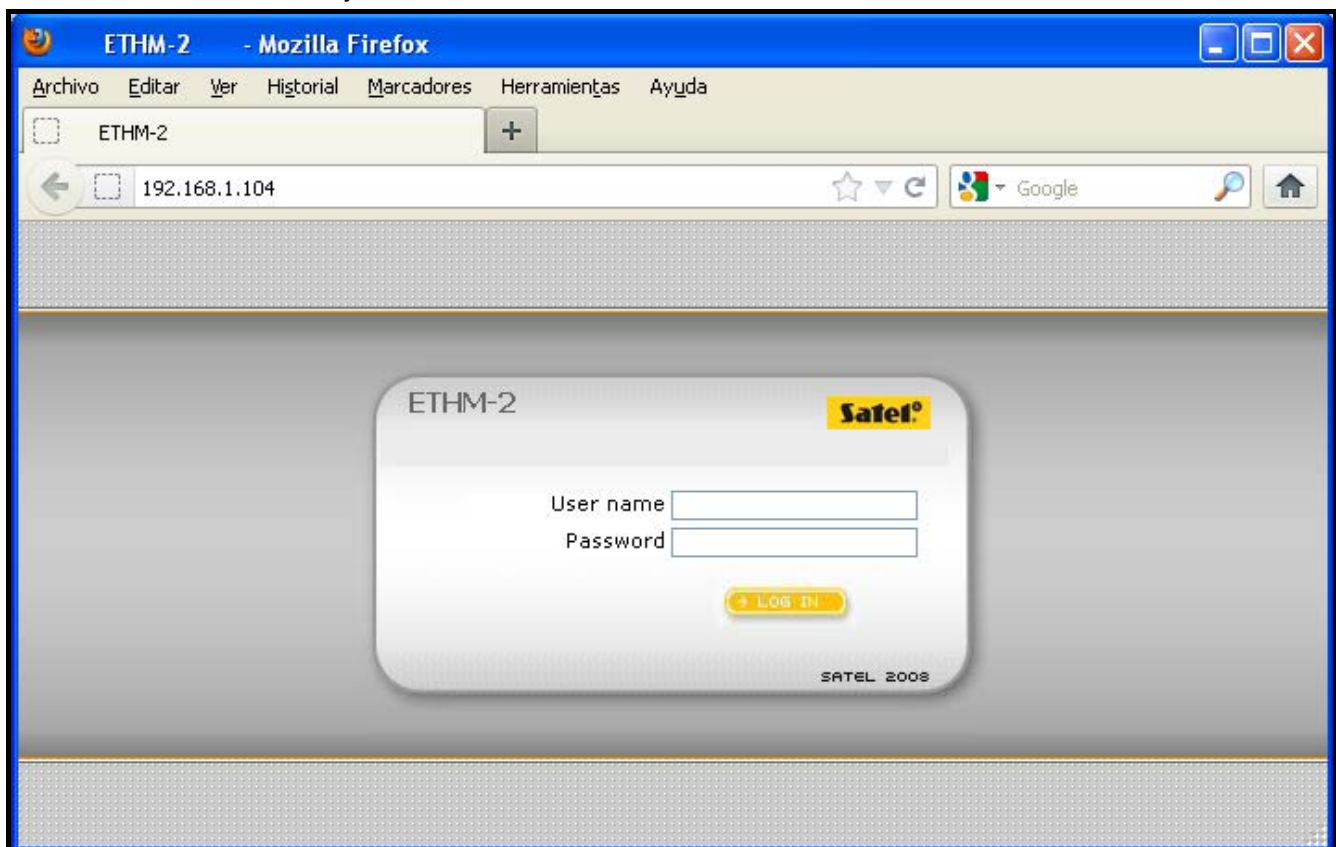 ETHM-2 - Mozilla Firefox
Archivo Editar Ver Historial Marcadores Herramientas Ayuda
ETHM-2
192.168.1.104
Google
ETHM-2
Satel
User name
Password
LOG IN
SATEL 2008